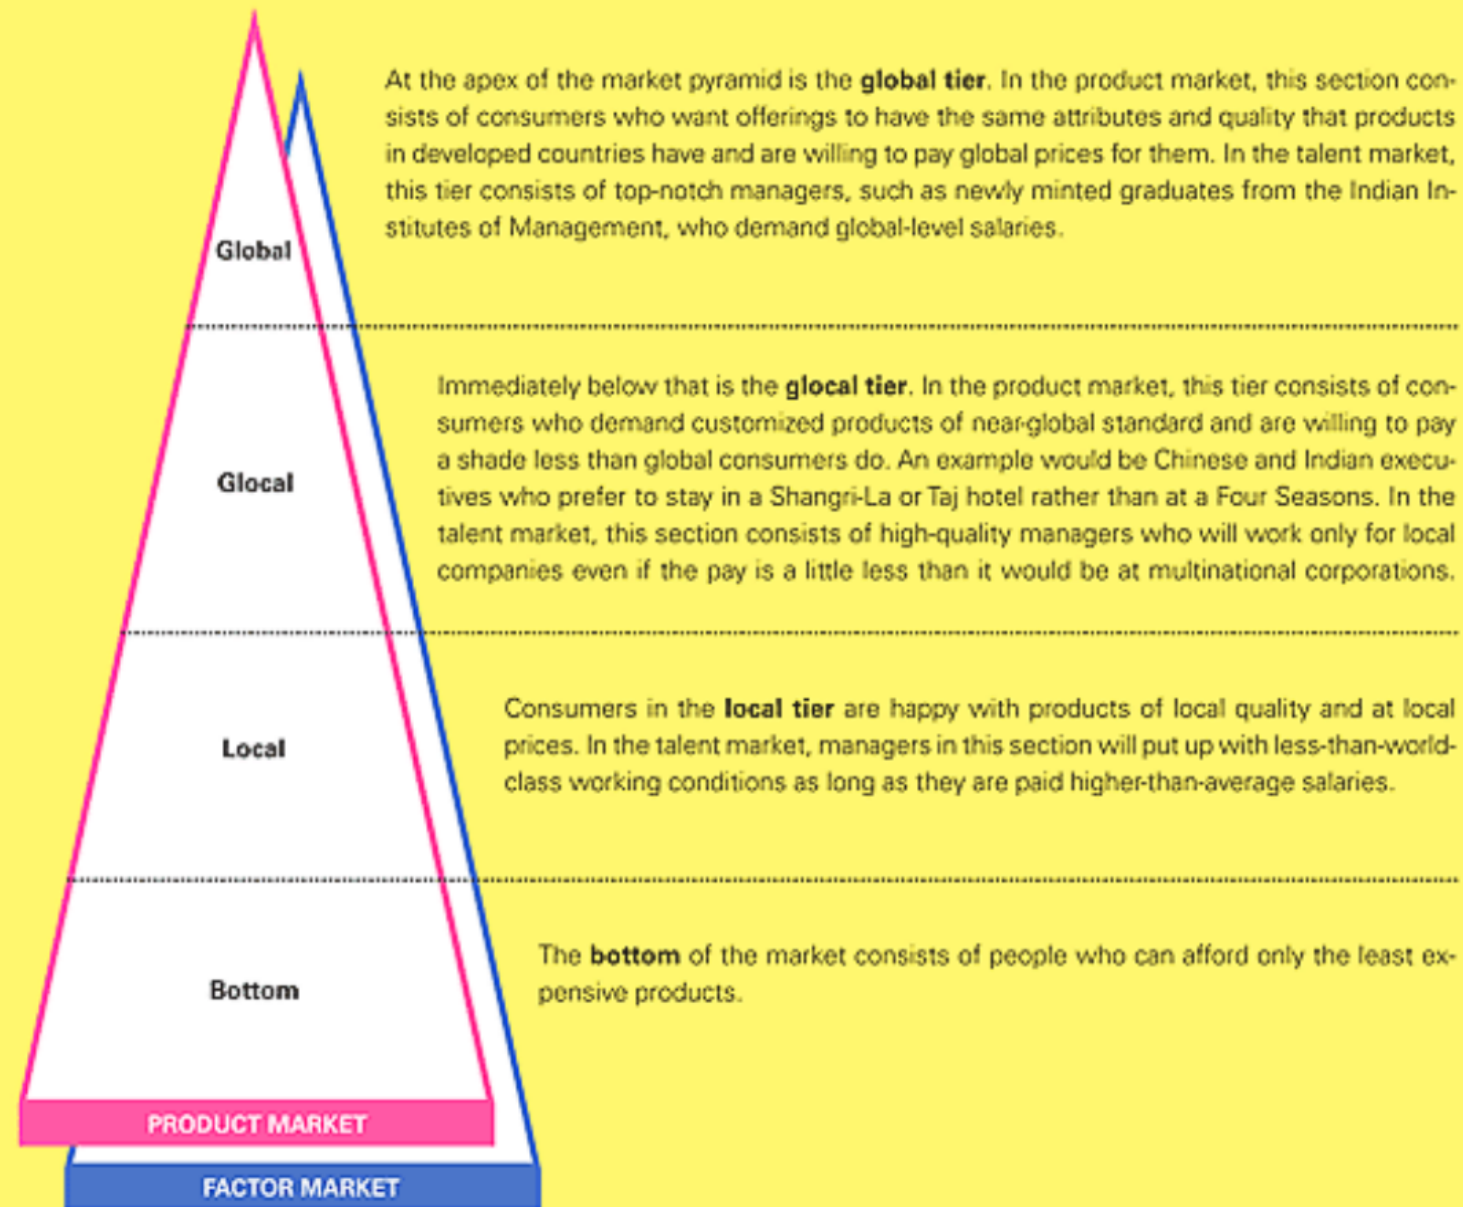 At the apex of the market pyramid is the global tier. In the product market, this section con-
sists of consumers who want offerings to have the same attributes and quality that products
in developed countries have and are willing to pay global prices for them. In the talent market,
this tier consists of top-notch managers, such as newly minted graduates from the Indian In-
stitutes of Management, who demand global-level salaries.
Global
Immediately below that is the glocal tier. In the product market, this tier consists of con-
sumers who demand customized products of near-global standard and are willing to pay
a shade less than global consumers do. An example would be Chinese and Indian execu-
tives who prefer to stay in a Shangri-La or Taj hotel rather than at a Four Seasons. In the
talent market, this section consists of high-quality managers who will work only for local
companies even if the pay is a little less than it would be at multinational corporations.
Glocal
Consumers in the local tier are happy with products of local quality and at local
prices. In the talent market, managers in this section will put up with less-than-world-
class working conditions as long as they are paid higher-than-average salaries.
Local
The bottom of the market consists of people who can afford only the least ex-
pensive products.
Bottom
PRODUCT MARKET
FACTOR MARKET